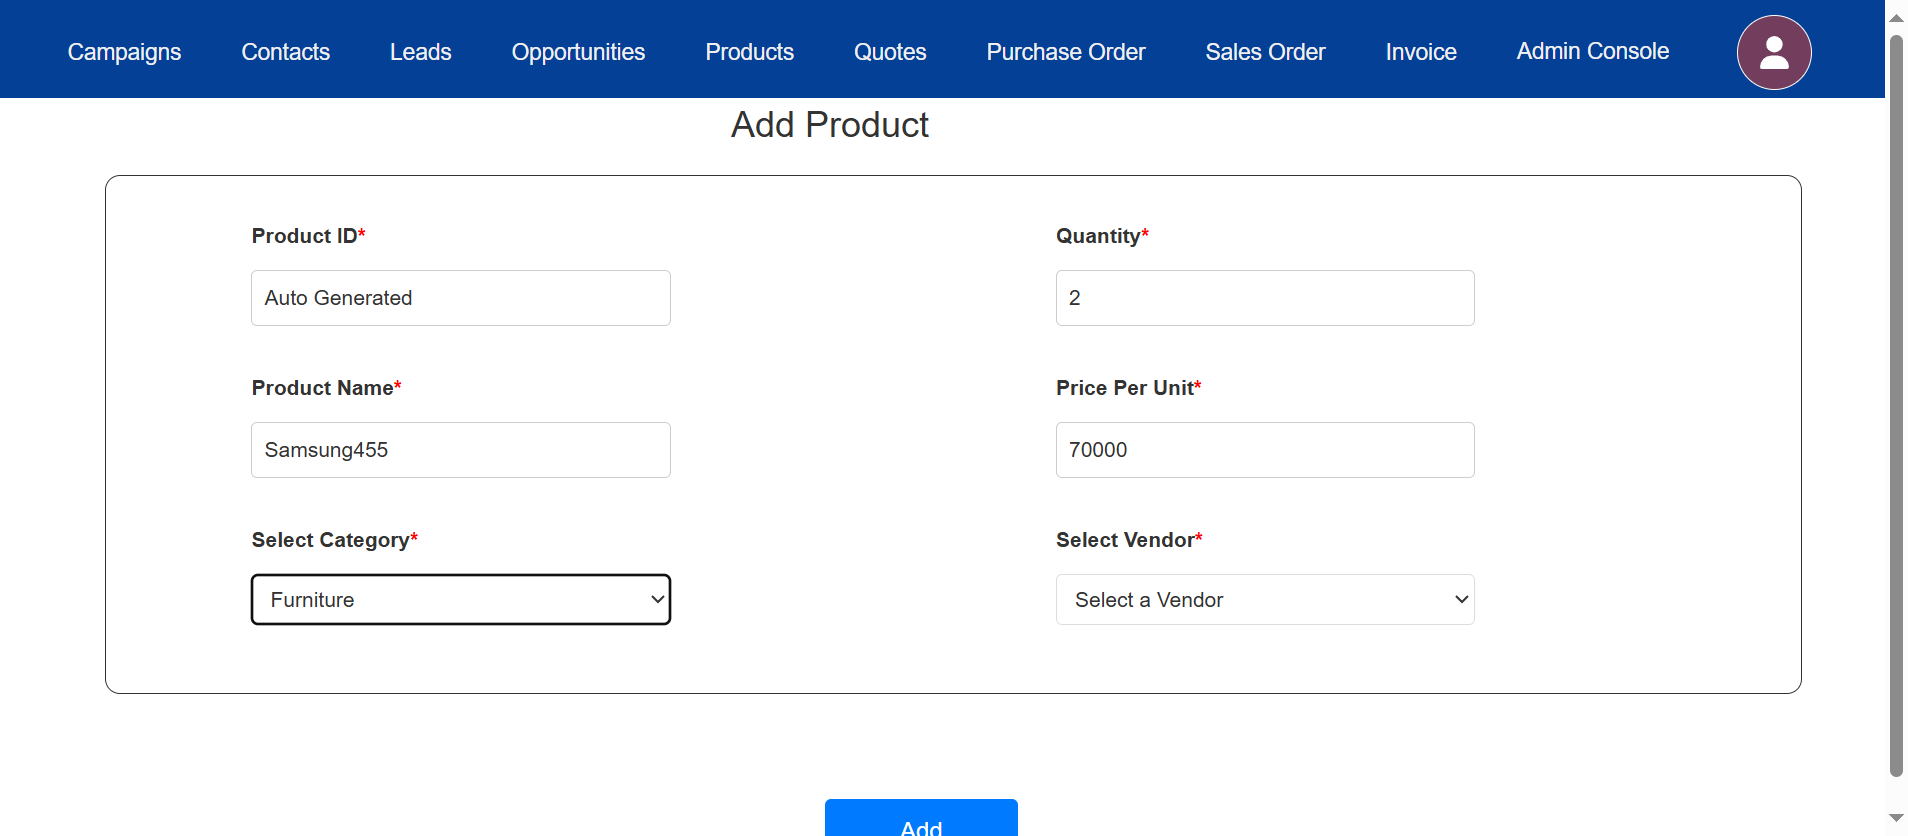 Campaigns Contacts Leads Opportunities Products Quotes Purchase Order Sales Order Invoice Admin Console
Add Product
Product ID* Quantity*
Auto Generated 2
Product Name* Price Per Unit*
Samsung455 70000
Select Category* Select Vendor*
Furniture Select a Vendor
Add